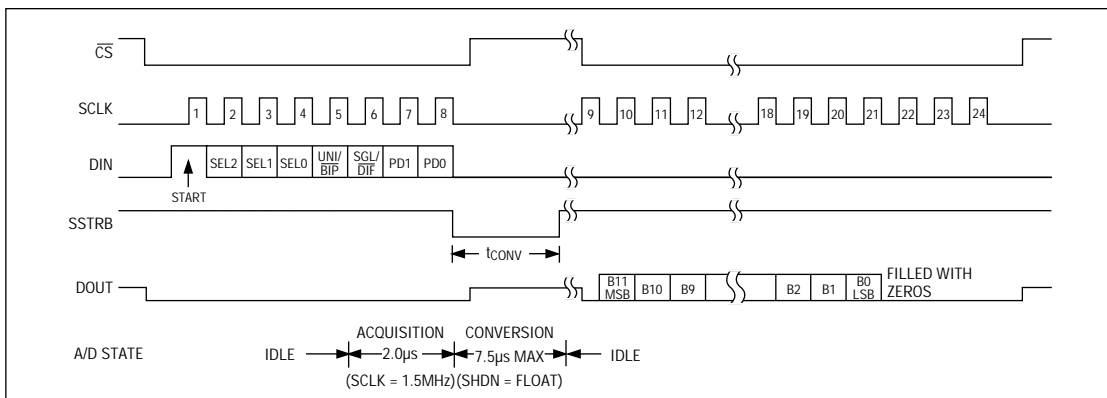 CS
SCLK
1 2 3 4 5 6 7 8 9 10 11 12 18 19 20 21 22 23 24
DIN
SEL2 SEL1 SEL0 UNI/ BIP SGL/ DIF PD1 PD0
START
SSTRB
tCONV
DOUT
B11 MSB B10 B9 B2 B1 B0 LSB
FILLED WITH
ZEROS
A/D STATE
IDLE
ACQUISITION
2.0µs
(SCLK = 1.5MHz)
CONVERSION
7.5µs MAX
(SHDN = FLOAT)
IDLE